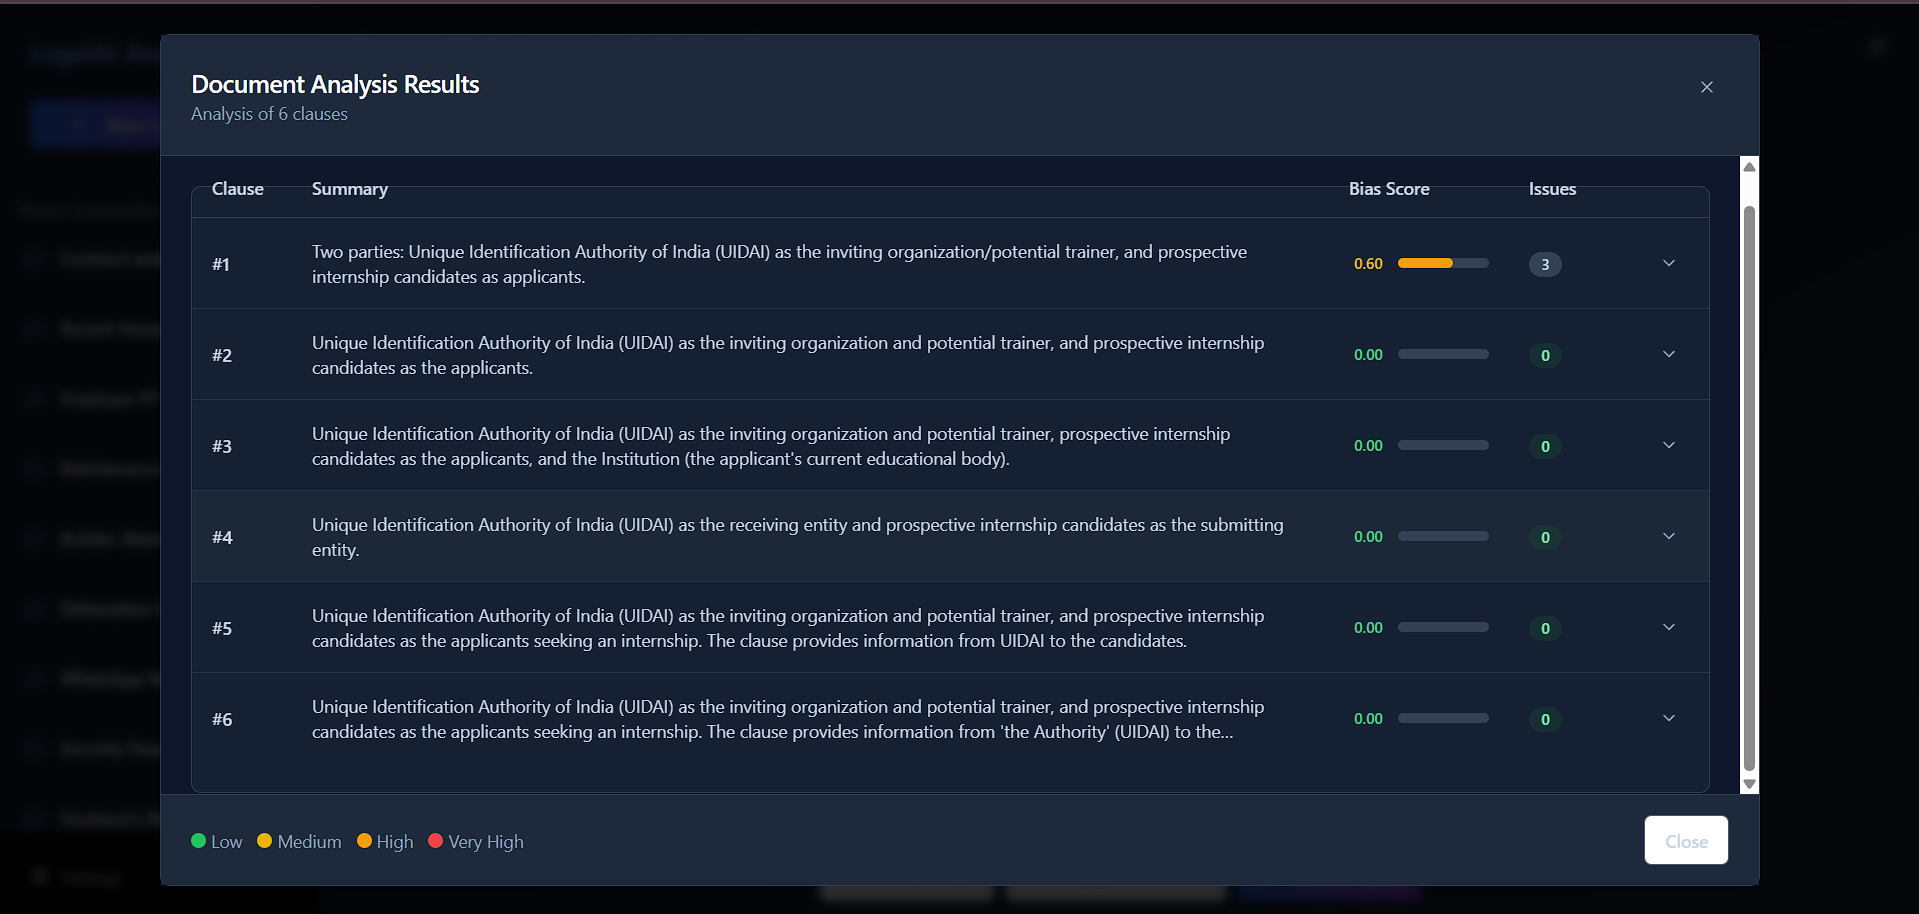 Document Analysis Results
Analysis of 6 clauses
Clause Summary Bias Score Issues
#1 Two parties: Unique Identification Authority of India (UIDAI) as the inviting organization/potential trainer, and prospective
internship candidates as applicants. 0.60 3
#2 Unique Identification Authority of India (UIDAI) as the inviting organization and potential trainer, and prospective internship
candidates as the applicants. 0.00 0
#3 Unique Identification Authority of India (UIDAI) as the inviting organization and potential trainer, prospective internship
candidates as the applicants, and the Institution (the applicant's current educational body). 0.00 0
#4 Unique Identification Authority of India (UIDAI) as the receiving entity and prospective internship candidates as the submitting
entity. 0.00 0
#5 Unique Identification Authority of India (UIDAI) as the inviting organization and potential trainer, and prospective internship
candidates as the applicants seeking an internship. The clause provides information from UIDAI to the candidates. 0.00 0
#6 Unique Identification Authority of India (UIDAI) as the inviting organization and potential trainer, and prospective internship
candidates as the applicants seeking an internship. The clause provides information from 'the Authority' (UIDAI) to the... 0.00 0
Low Medium High Very High
Close